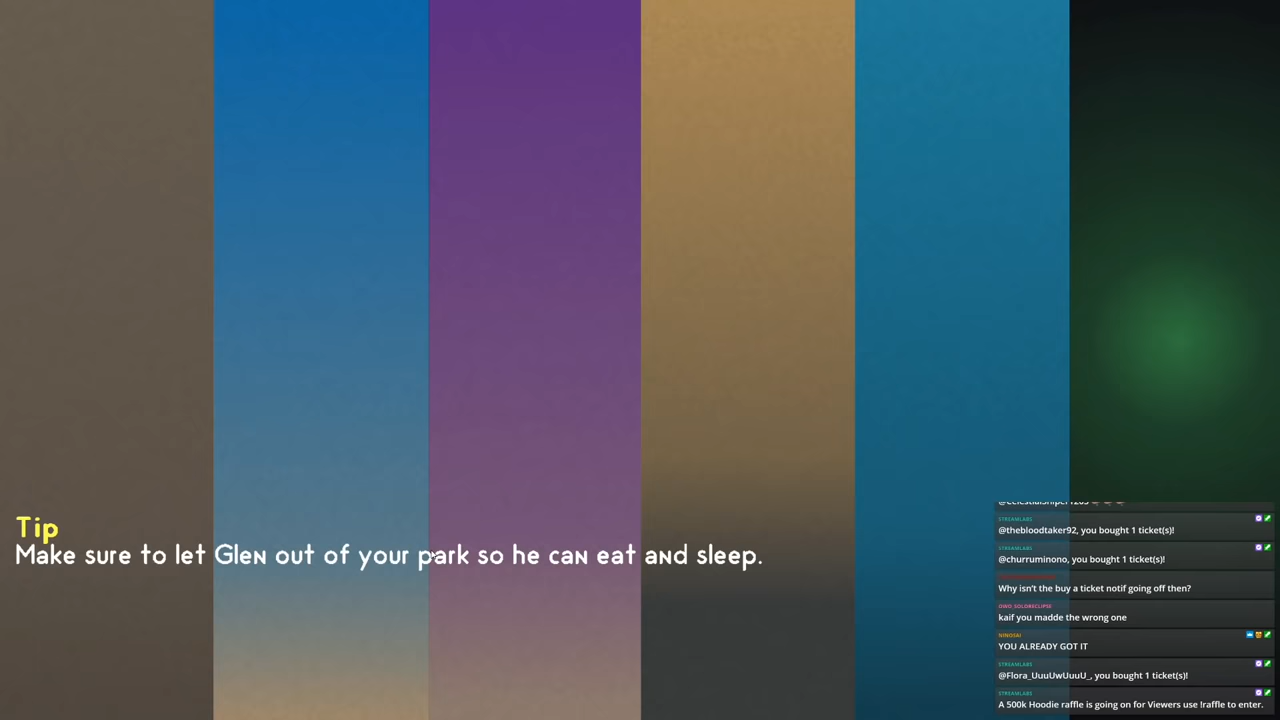 Tip
Make sure to let Glen out of your park so he can eat and sleep.
STREAMLABS
@thebloodtaker92, you bought 1 ticket(s)!
STREAMLABS
@churruminono, you bought 1 ticket(s)!
Why isn't the buy a ticket notif going off then?
OWO_SOLORECLIPSE
kaif you madde the wrong one
NINOSAI
YOU ALREADY GOT IT
STREAMLABS
@Flora_UuuUwUuuU_, you bought 1 ticket(s)!
STREAMLABS
A 500k Hoodie raffle is going on for Viewers use !raffle to enter.